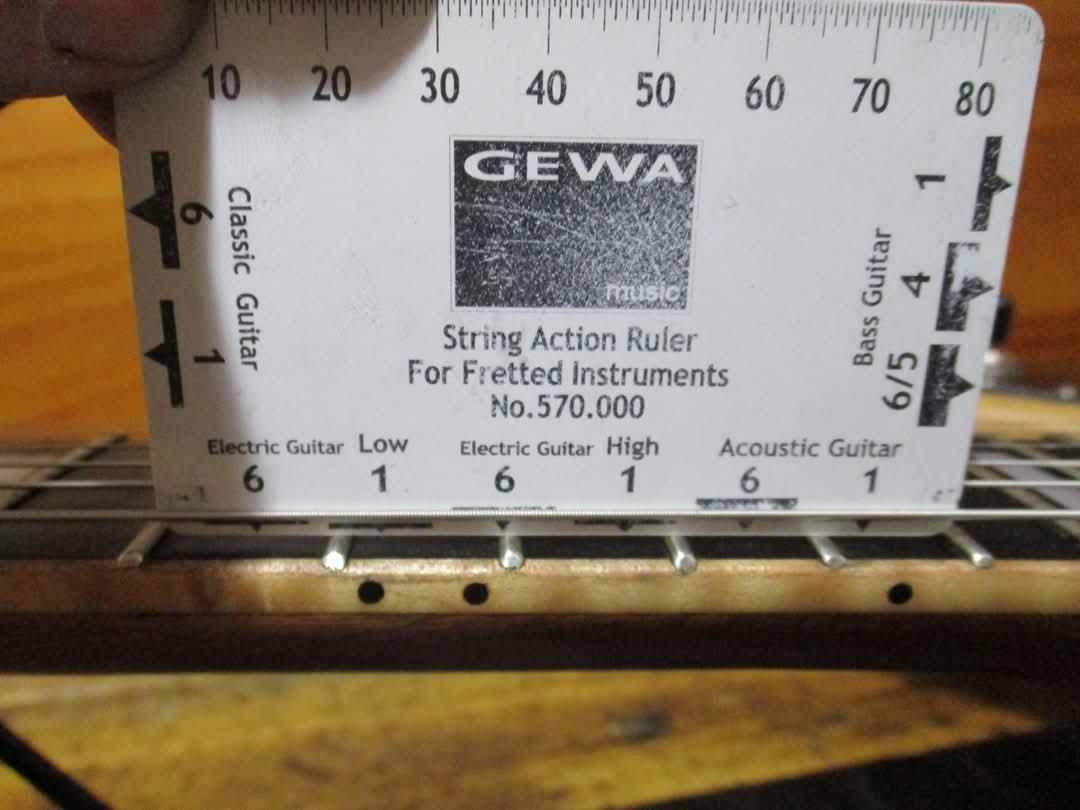 10 20 30 40 50 60 70 80
GEWA
music
String Action Ruler
For Fretted Instruments
No.570.000
6
Classic Guitar
1
1
Bass Guitar
4
6/5
Electric Guitar Low
6 1
Electric Guitar High
6 1
Acoustic Guitar
6 1